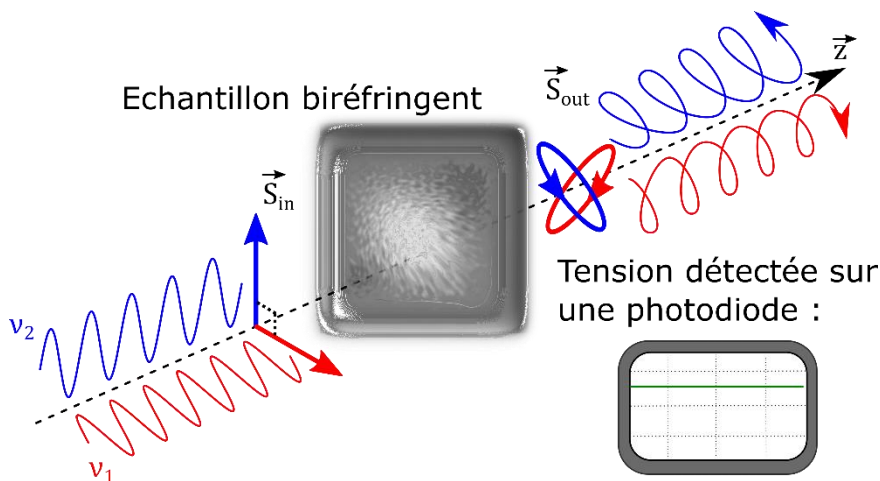 z
S out
Echantillon biréfringent
S in
Tension détectée sur
une photodiode :
ν2
ν1